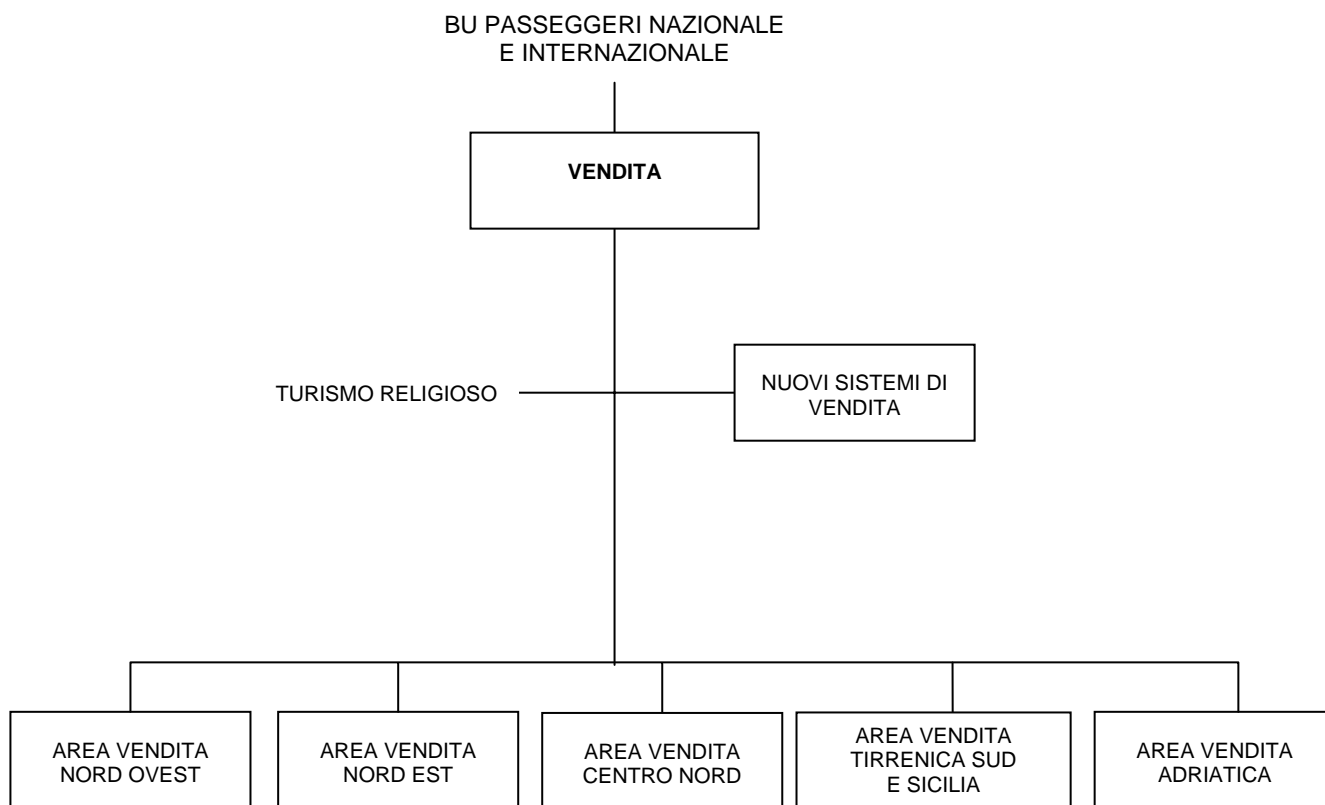 BU PASSEGGERI NAZIONALE
E INTERNAZIONALE
VENDITA
TURISMO RELIGIOSO
NUOVI SISTEMI DI
VENDITA
AREA VENDITA
NORD OVEST
AREA VENDITA
NORD EST
AREA VENDITA
CENTRO NORD
AREA VENDITA
TIRRENICA SUD
E SICILIA
AREA VENDITA
ADRIATICA